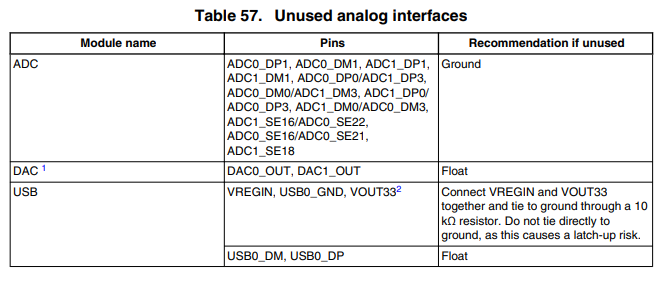 Table 57. Unused analog interfaces
Module name Pins Recommendation if unused
ADC ADC0_DP1, ADC0_DM1, ADC1_DP1, Ground
ADC1_DM1, ADC0_DP0/ADC1_DP3,
ADC0_DM0/ADC1_DM3, ADC1_DP0/
ADC0_DP3, ADC1_DM0/ADC0_DM3,
ADC1_SE16/ADC0_SE22,
ADC0_SE16/ADC0_SE21,
ADC1_SE18
DAC 1 DAC0_OUT, DAC1_OUT Float
USB VREGIN, USB0_GND, VOUT332 Connect VREGIN and VOUT33
together and tie to ground through a 10
kΩ resistor. Do not tie directly to
ground, as this causes a latch-up risk.
USB0_DM, USB0_DP Float